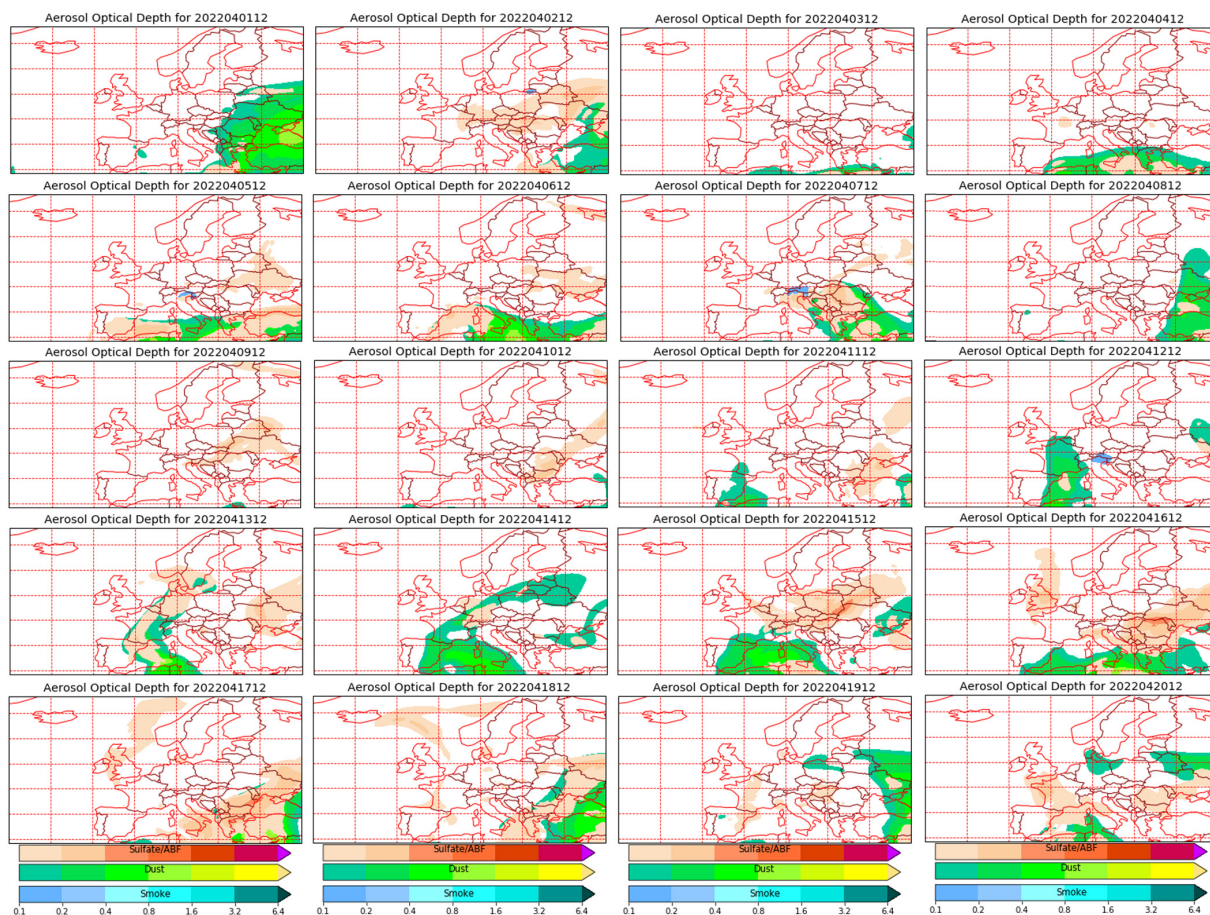 Aerosol Optical Depth for 2022040112
Aerosol Optical Depth for 2022040212
Aerosol Optical Depth for 2022040312
Aerosol Optical Depth for 2022040412
Aerosol Optical Depth for 2022040512
Aerosol Optical Depth for 2022040612
Aerosol Optical Depth for 2022040712
Aerosol Optical Depth for 2022040812
Aerosol Optical Depth for 2022040912
Aerosol Optical Depth for 2022041012
Aerosol Optical Depth for 2022041112
Aerosol Optical Depth for 2022041212
Aerosol Optical Depth for 2022041312
Aerosol Optical Depth for 2022041412
Aerosol Optical Depth for 2022041512
Aerosol Optical Depth for 2022041612
Aerosol Optical Depth for 2022041712
Aerosol Optical Depth for 2022041812
Aerosol Optical Depth for 2022041912
Aerosol Optical Depth for 2022042012
Sulfate/ABF
Dust
Smoke
0.1 0.2 0.4 0.8 1.6 3.2 6.4
Sulfate/ABF
Dust
Smoke
0.1 0.2 0.4 0.8 1.6 3.2 6.4
Sulfate/ABF
Dust
Smoke
0.1 0.2 0.4 0.8 1.6 3.2 6.4
Sulfate/ABF
Dust
Smoke
0.1 0.2 0.4 0.8 1.6 3.2 6.4